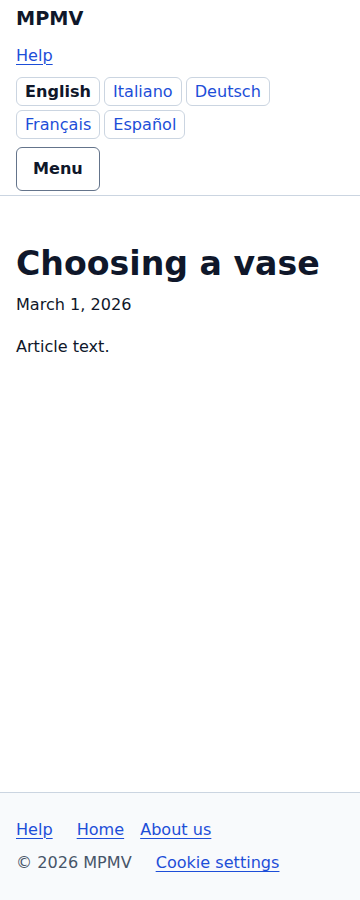 MPMV
Help
English Italiano Deutsch
Français Español
Menu
Choosing a vase
March 1, 2026
Article text.
Help Home About us
© 2026 MPMV Cookie settings